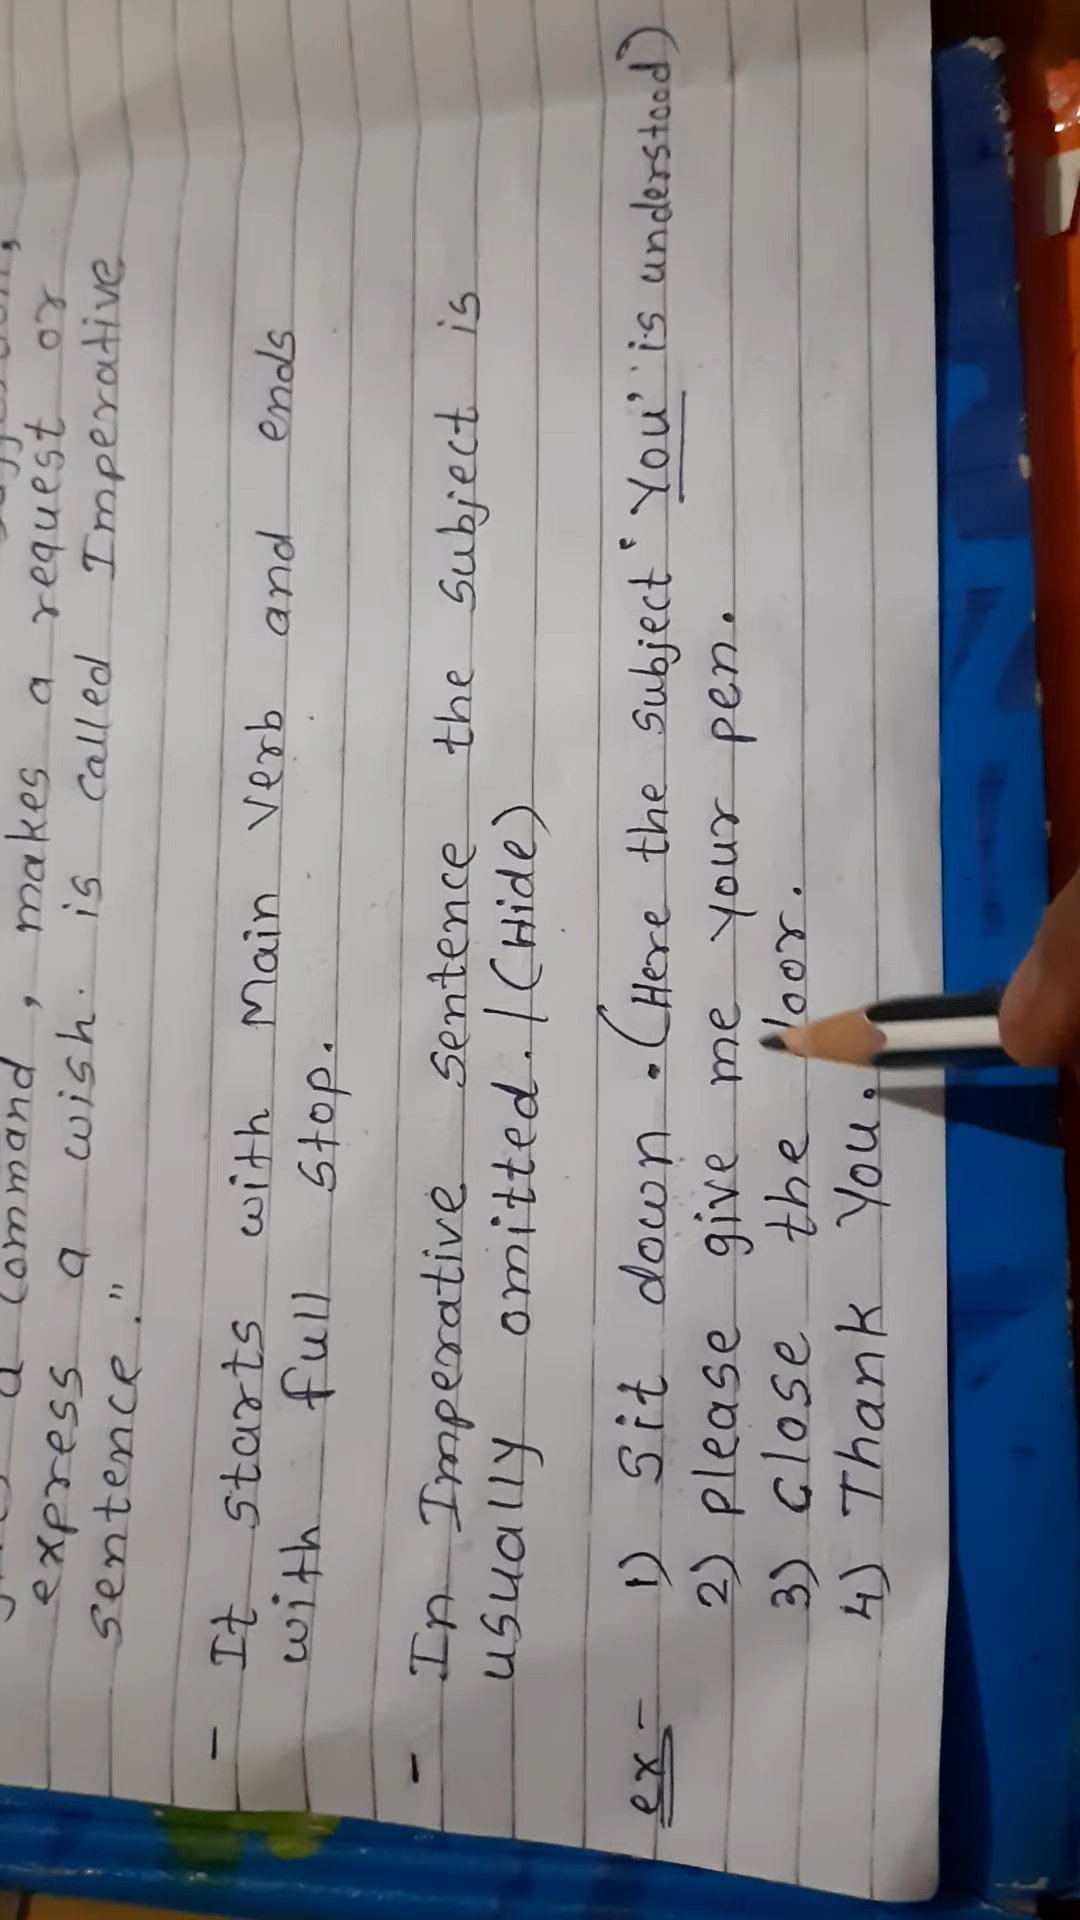 a command, makes a request or
express a wish. is called Imperative
sentence."
- It starts with Main verb and ends
with full stop.
- In Imperative sentence the subject is
usually omitted. / (Hide)
ex - 1) Sit down. (Here the subject 'You' is understood)
2) please give me your pen.
3) Close the loor.
4) Thank You.